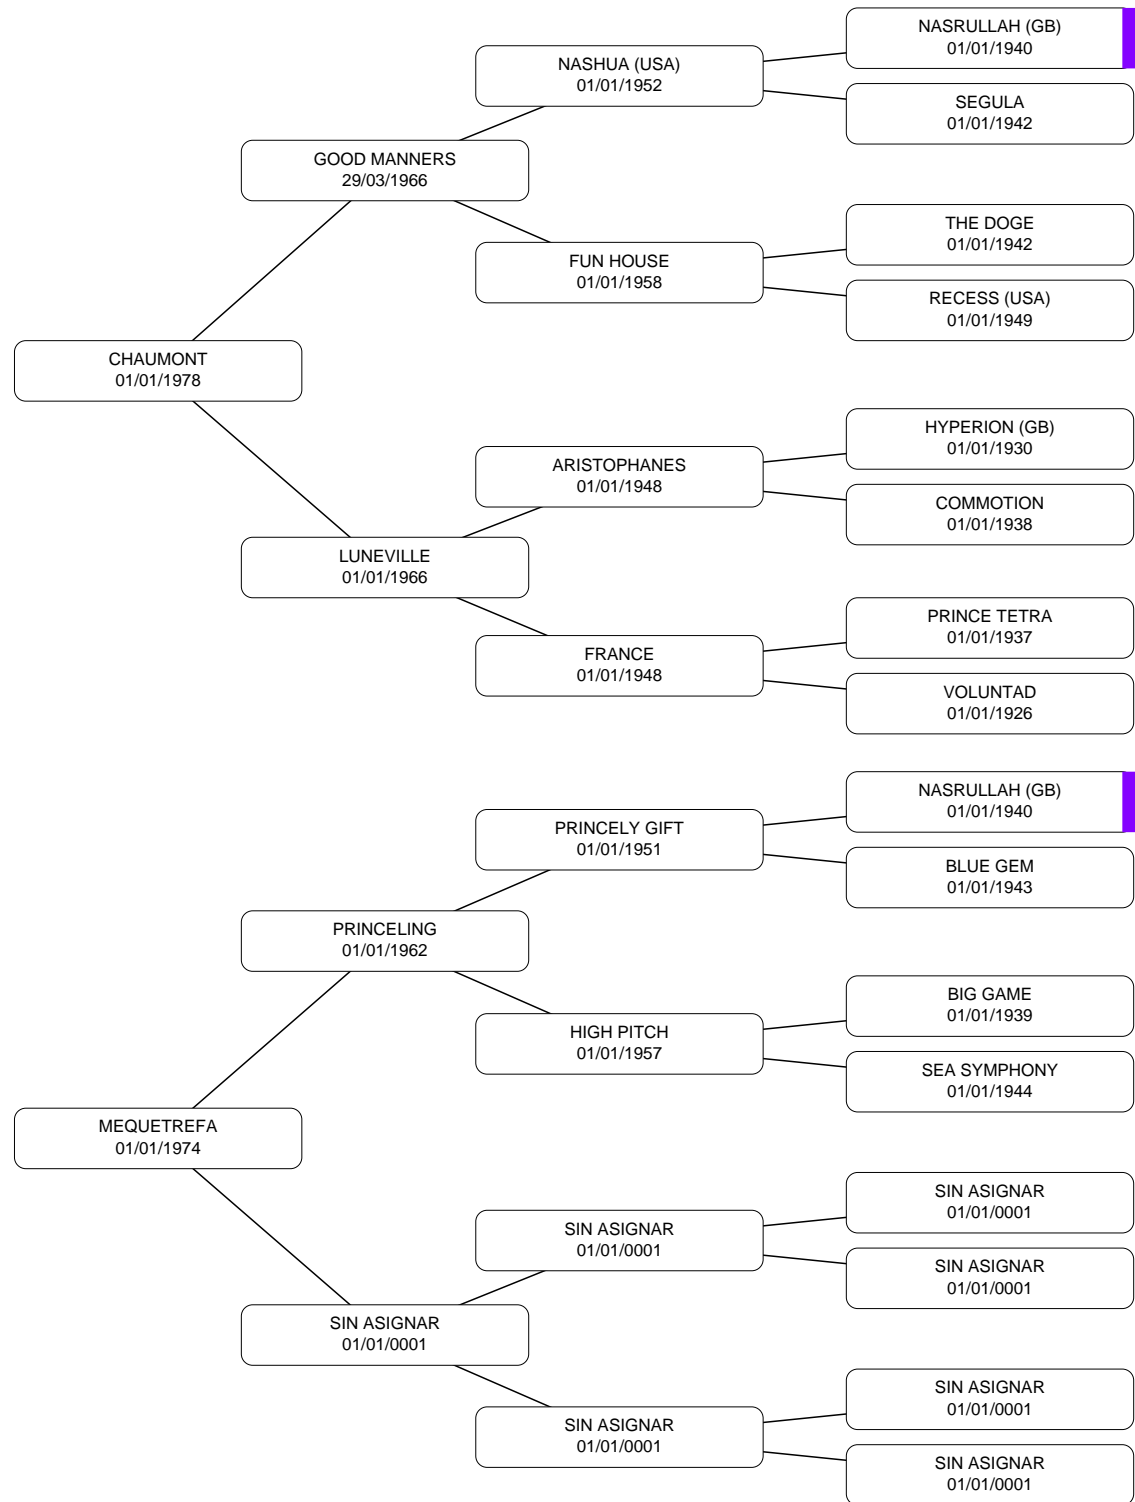 NASRULLAH (GB)
01/01/1940
NASHUA (USA)
01/01/1952
SEGULA
01/01/1942
GOOD MANNERS
29/03/1966
THE DOGE
01/01/1942
FUN HOUSE
01/01/1958
RECESS (USA)
01/01/1949
CHAUMONT
01/01/1978
HYPERION (GB)
01/01/1930
ARISTOPHANES
01/01/1948
COMMOTION
01/01/1938
LUNEVILLE
01/01/1966
PRINCE TETRA
01/01/1937
FRANCE
01/01/1948
VOLUNTAD
01/01/1926
NASRULLAH (GB)
01/01/1940
PRINCELY GIFT
01/01/1951
BLUE GEM
01/01/1943
PRINCELING
01/01/1962
BIG GAME
01/01/1939
HIGH PITCH
01/01/1957
SEA SYMPHONY
01/01/1944
MEQUETREFA
01/01/1974
SIN ASIGNAR
01/01/0001
SIN ASIGNAR
01/01/0001
SIN ASIGNAR
01/01/0001
SIN ASIGNAR
01/01/0001
SIN ASIGNAR
01/01/0001
SIN ASIGNAR
01/01/0001
SIN ASIGNAR
01/01/0001